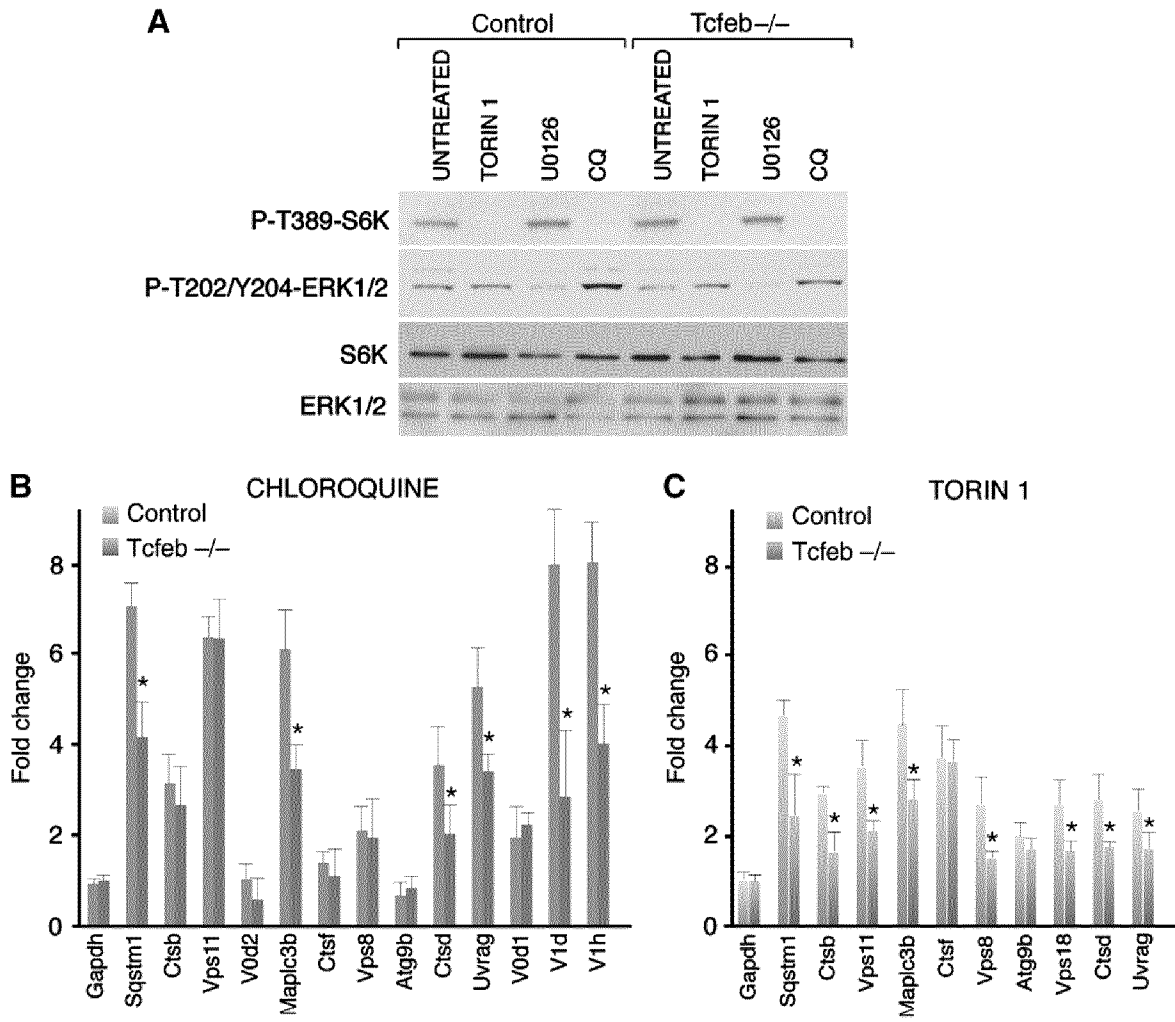 A
Control Tcfeb–/–
UNTREATED TORIN 1 U0126 CQ UNTREATED TORIN 1 U0126 CQ
P-T389-S6K
P-T202/Y204-ERK1/2
S6K
ERK1/2
B CHLOROQUINE
Control
Tcfeb –/–
Fold change
8
6
4
2
0
* * * * * *
Gapdh Sqstm1 Ctsb Vps11 V0d2 Maplc3b Ctsf Vps8 Atg9b Ctsd Uvrag V0d1 V1d V1h
C TORIN 1
Control
Tcfeb –/–
Fold change
8
6
4
2
0
* * * * * * * *
Gapdh Sqstm1 Ctsb Vps11 Maplc3b Ctsf Vps8 Atg9b Vps18 Ctsd Uvrag